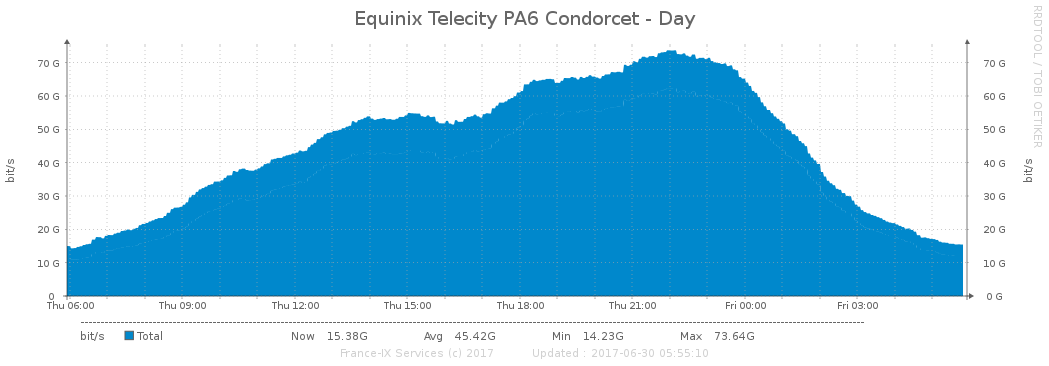 Equinix Telecity PA6 Condorcet - Day
RRDTOOL / TOBI OETIKER
bit/s
70 G 70 G
60 G 60 G
50 G 50 G
40 G 40 G
30 G 30 G
20 G 20 G
10 G 10 G
0 0 G
bit/s
Thu 06:00 Thu 09:00 Thu 12:00 Thu 15:00 Thu 18:00 Thu 21:00 Fri 00:00 Fri 03:00
bit/s Total Now 15.38G Avg 45.42G Min 14.23G Max 73.64G
France-IX Services (c) 2017 Updated : 2017-06-30 05:55:10